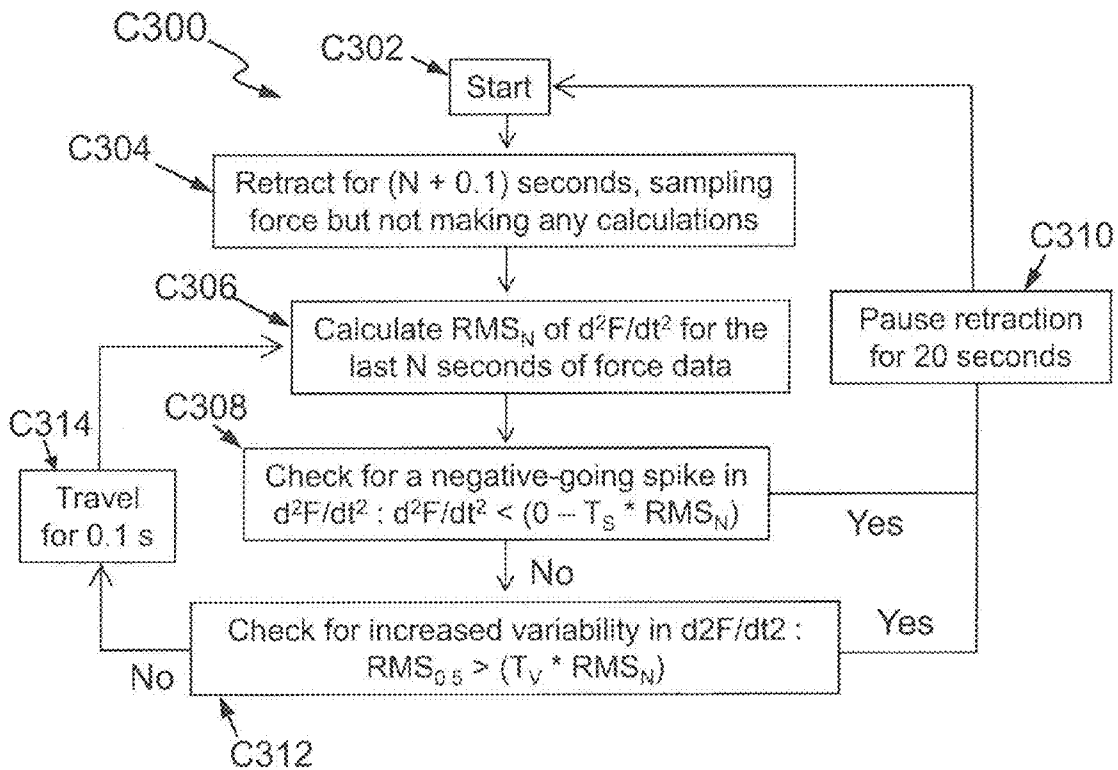 C300
C302
Start
C304
Retract for (N + 0.1) seconds, sampling
force but not making any calculations
C310
Pause retraction
for 20 seconds
C306
Calculate RMS_N of d²F/dt² for the
last N seconds of force data
C314
Travel
for 0.1 s
C308
Check for a negative-going spike in
d²F/dt² : d²F/dt² < (0 – T_S * RMS_N)
Yes
No
Check for increased variability in d2F/dt2 :
RMS_0.5 > (T_V * RMS_N)
Yes
No
C312